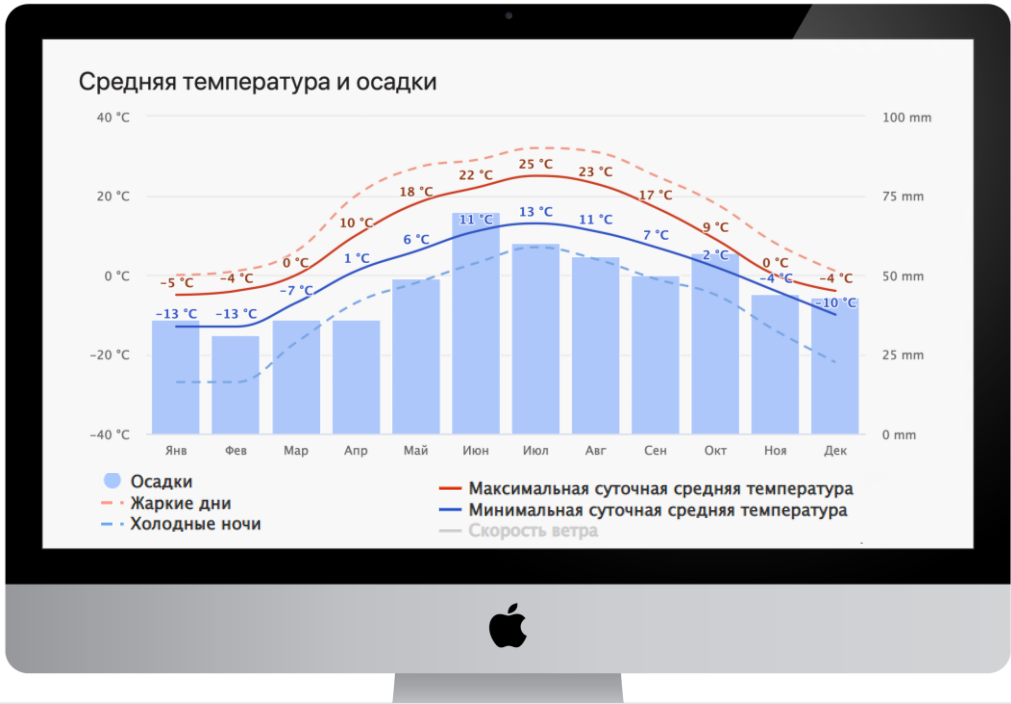 Средняя температура и осадки
40 °C
100 mm
25 °C
22 °C
23 °C
20 °C
18 °C
17 °C
75 mm
10 °C
9 °C
13 °C
11 °C
11 °C
6 °C
7 °C
1 °C
2 °C
0 °C
-5 °C
-4 °C
0 °C
0 °C
-4 °C
-4 °C
50 mm
-7 °C
-13 °C
-13 °C
-10 °C
-20 °C
25 mm
-40 °C
0 mm
Янв Фев Мар Апр Май Июн Июл Авг Сен Окт Ноя Дек
Осадки
Жаркие дни
Холодные ночи
Максимальная суточная средняя температура
Минимальная суточная средняя температура
Скорость ветра